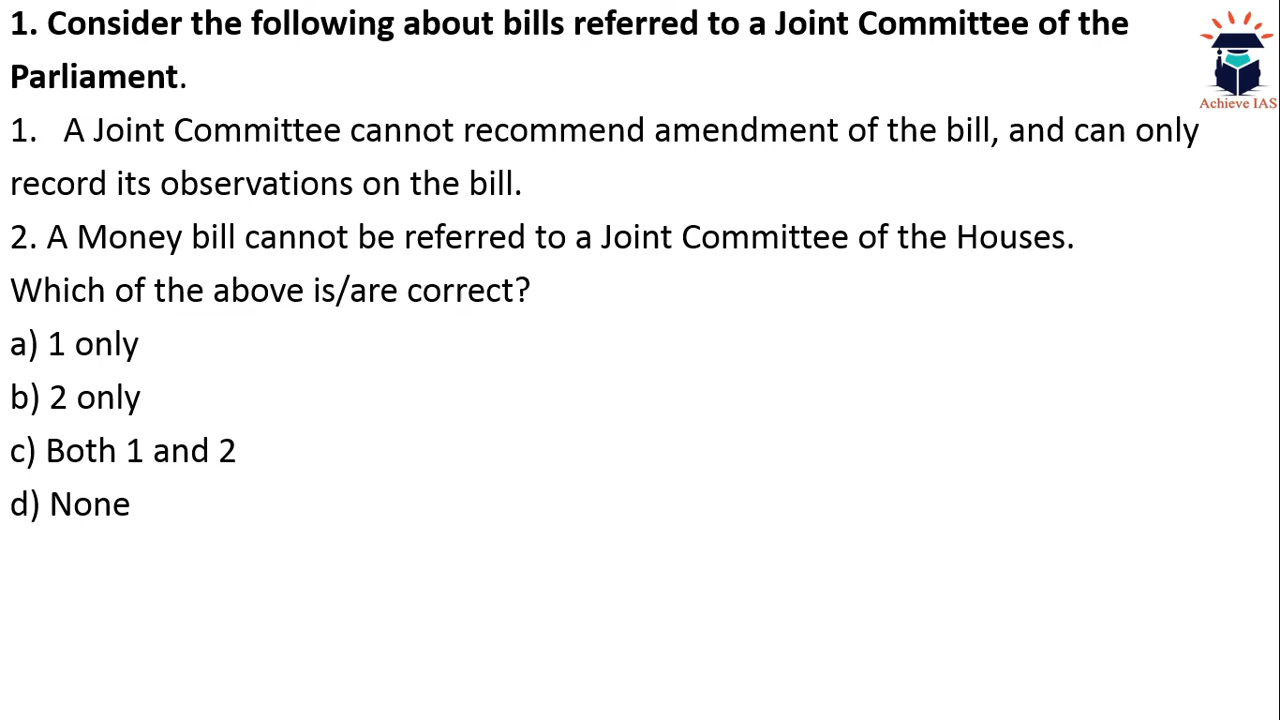 1. Consider the following about bills referred to a Joint Committee of the
Parliament.
Achieve IAS
1. A Joint Committee cannot recommend amendment of the bill, and can only
record its observations on the bill.
2. A Money bill cannot be referred to a Joint Committee of the Houses.
Which of the above is/are correct?
a) 1 only
b) 2 only
c) Both 1 and 2
d) None